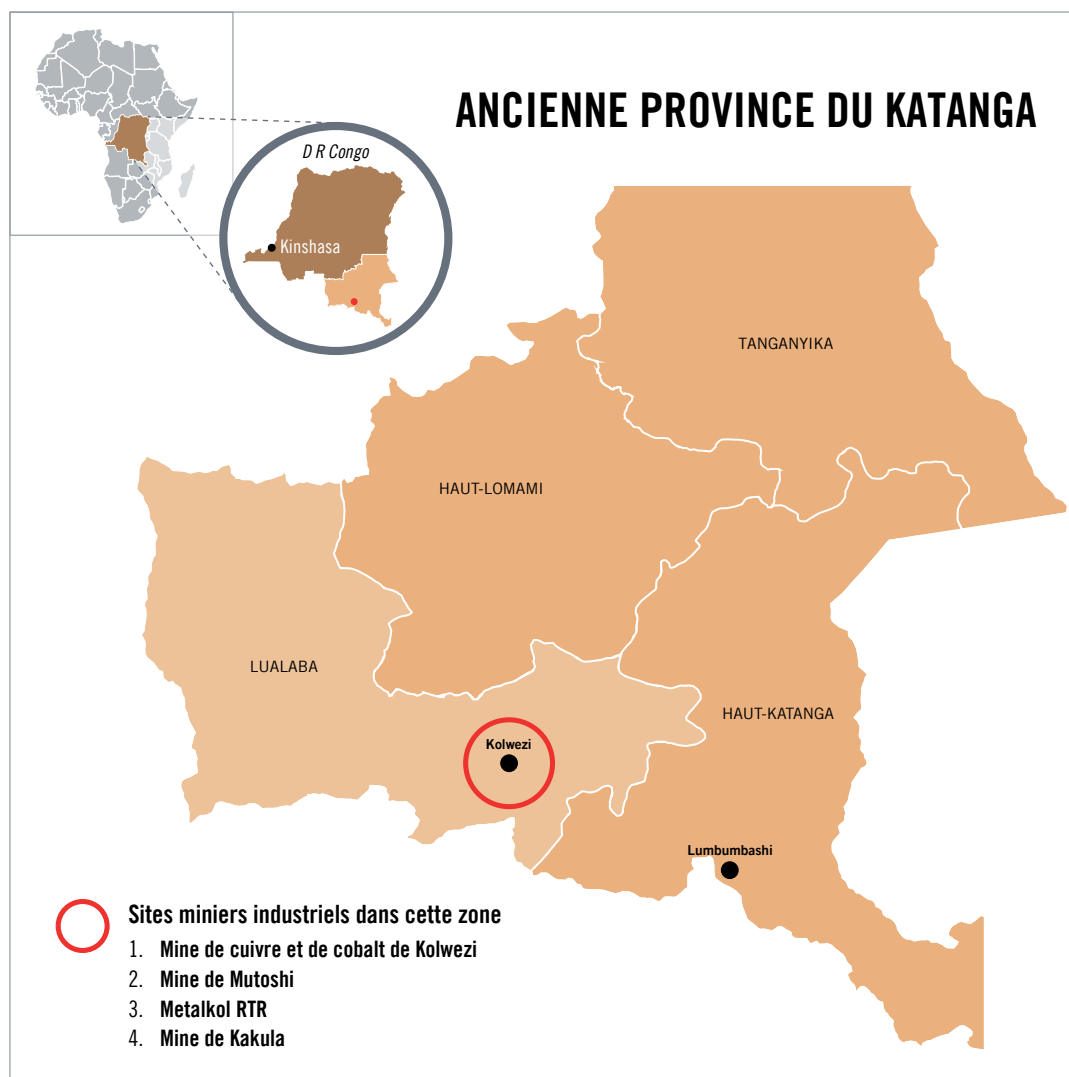 ANCIENNE PROVINCE DU KATANGA
D R Congo
Kinshasa
TANGANYIKA
HAUT-LOMAMI
LUALABA
HAUT-KATANGA
Kolwezi
Lumbumbashi
Sites miniers industriels dans cette zone
1. Mine de cuivre et de cobalt de Kolwezi
2. Mine de Mutoshi
3. Metalkol RTR
4. Mine de Kakula